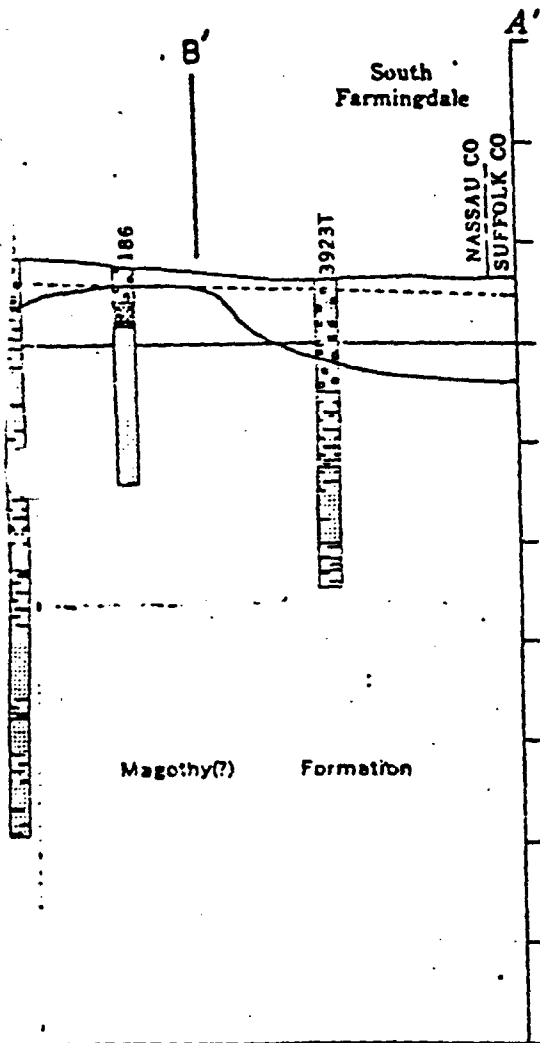 B′
A′
South
Farmingdale
NASSAU CO
SUFFOLK CO
186
3923T
Magothy(?) Formation